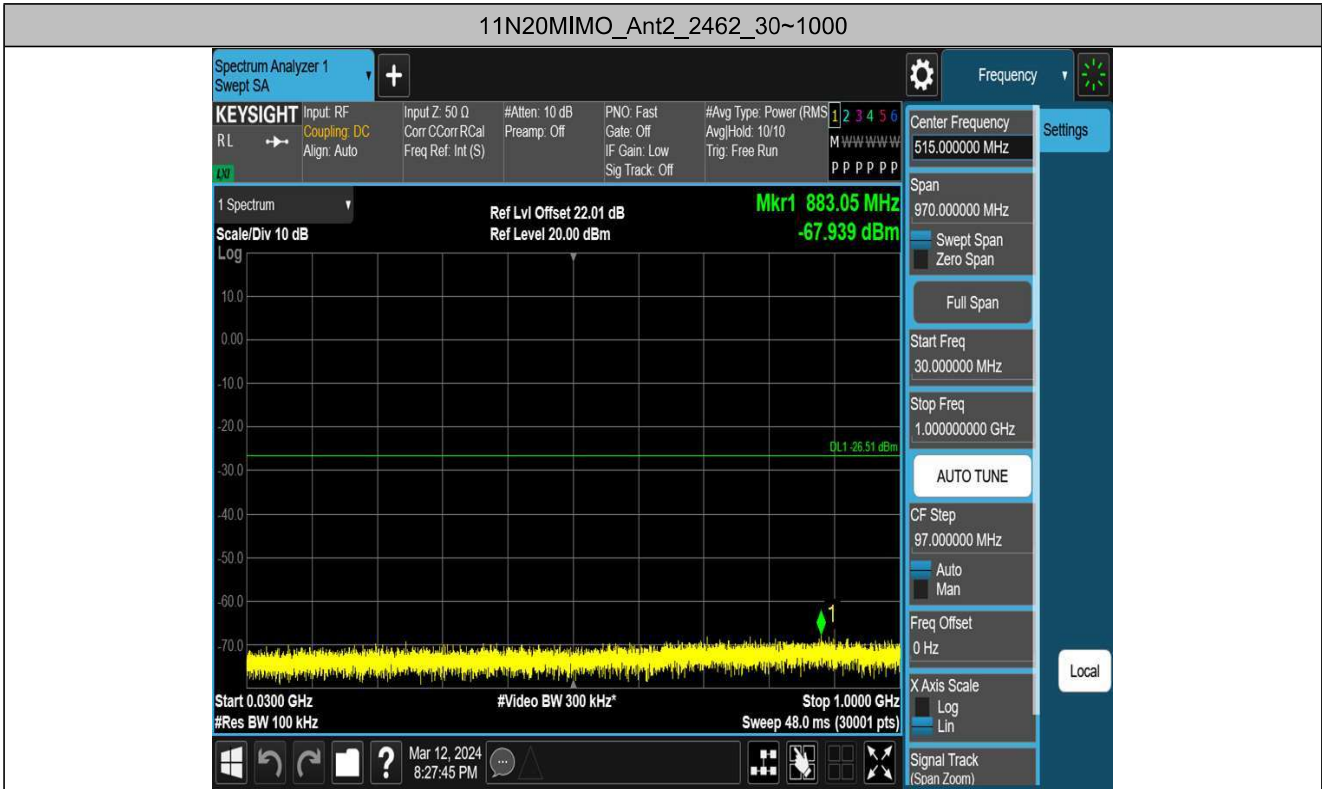 11N20MIMO_Ant2_2462_30~1000
Spectrum Analyzer 1
Swept SA
+
Frequency
KEYSIGHT
RL
LXI
Input: RF
Coupling: DC
Align: Auto
Input Z: 50 Ω
Corr CCorr RCal
Freq Ref: Int (S)
#Atten: 10 dB
Preamp: Off
PNO: Fast
Gate: Off
IF Gain: Low
Sig Track: Off
#Avg Type: Power (RMS
Avg|Hold: 10/10
Trig: Free Run
1 2 3 4 5 6
M W W W W W
P P P P P P
1 Spectrum
Scale/Div 10 dB
Log
Ref Lvl Offset 22.01 dB
Ref Level 20.00 dBm
Mkr1 883.05 MHz
-67.939 dBm
10.0
0.00
-10.0
-20.0
DL1 -26.51 dBm
-30.0
-40.0
-50.0
-60.0
1
-70.0
Start 0.0300 GHz
#Res BW 100 kHz
#Video BW 300 kHz*
Stop 1.0000 GHz
Sweep 48.0 ms (30001 pts)
Center Frequency
515.000000 MHz
Settings
Span
970.000000 MHz
Swept Span
Zero Span
Full Span
Start Freq
30.000000 MHz
Stop Freq
1.000000000 GHz
AUTO TUNE
CF Step
97.000000 MHz
Auto
Man
Freq Offset
0 Hz
X Axis Scale
Log
Lin
Local
Signal Track
(Span Zoom)
?
Mar 12, 2024
8:27:45 PM